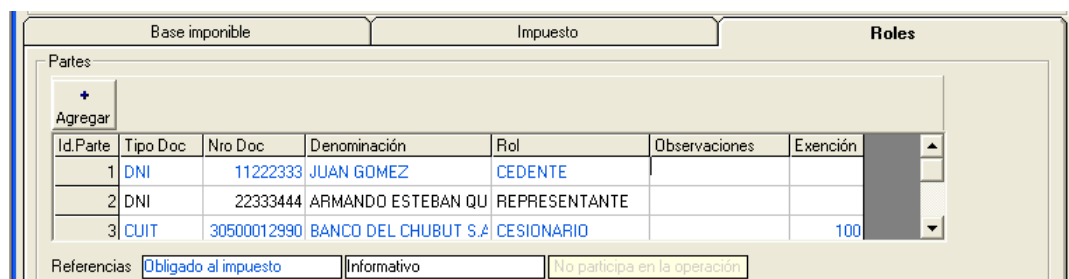 Base imponible Impuesto Roles
Partes
+
Agregar
Id.Parte Tipo Doc Nro Doc Denominación Rol Observaciones Exención
1 DNI 11222333 JUAN GOMEZ CEDENTE
2 DNI 22333444 ARMANDO ESTEBAN QU REPRESENTANTE
3 CUIT 30500012990 BANCO DEL CHUBUT S.A CESIONARIO 100
Referencias Obligado al impuesto Informativo No participa en la operación